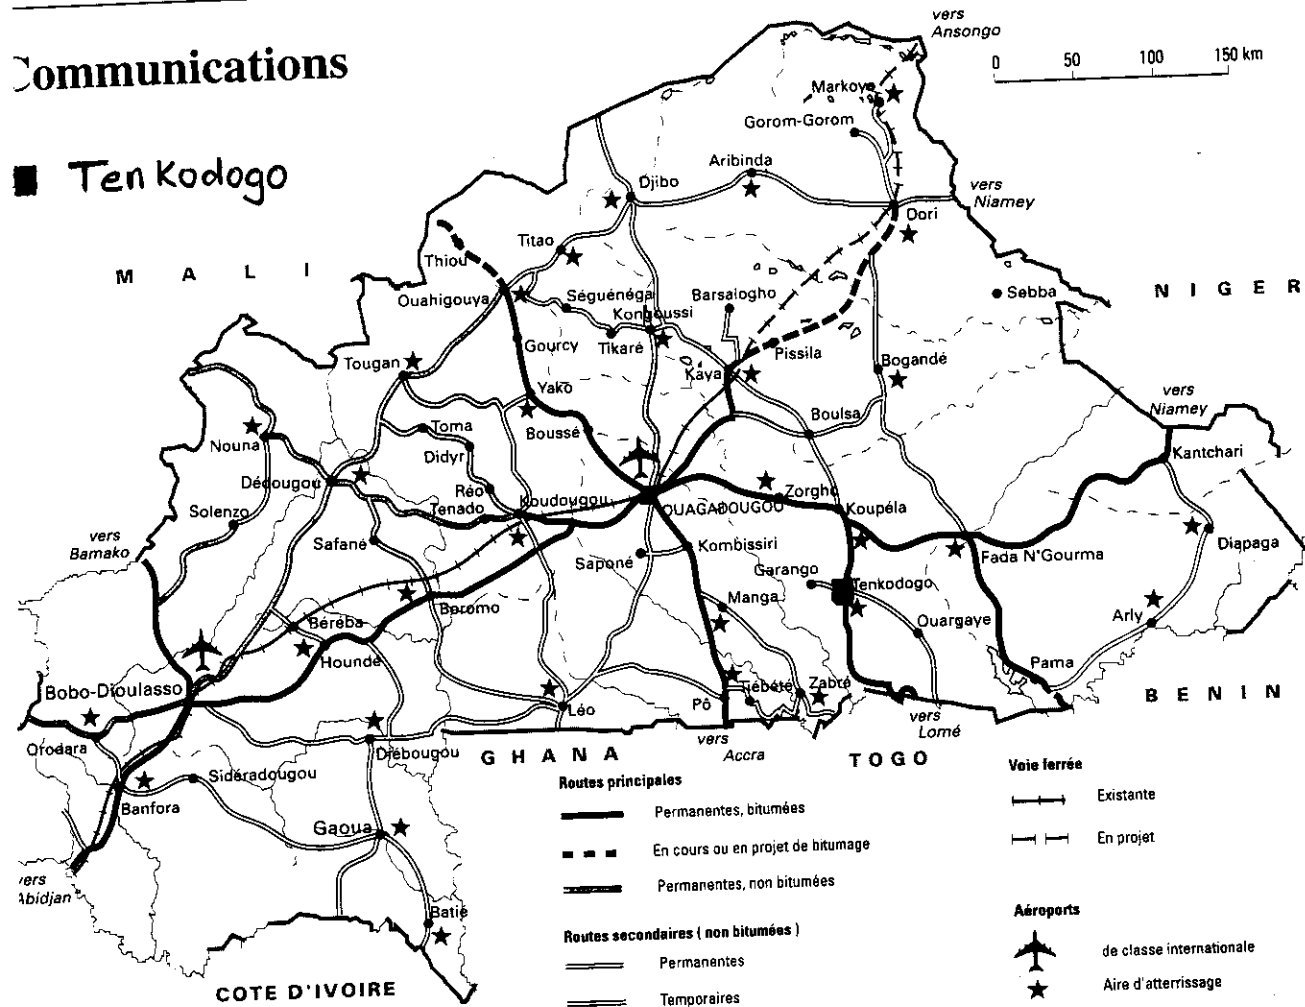 Communications
Ten Kodogo
vers
Ansongo
0 50 100 150 km
Markoye
Gorom-Gorom
Aribinda
Djibo
vers
Niamey
Dori
Titao
Thiou
M A L I
Ouahigouya
Séguénéga
Barsalogho
Sebba
N I G E R
Kongoussi
Gourcy
Tikaré
Pissila
Tougan
Kaya
Bogandé
Yako
vers
Niamey
Toma
Boussé
Boulsa
Nouna
Didyr
Kantchari
Dédougou
Réo
Koudougou
Zorgho
Solenzo
Tenado
OUAGADOUGOU
Koupéla
vers
Bamako
Safané
Saponé
Kombissiri
Fada N'Gourma
Diapaga
Garango
Tenkodogo
Manga
Boromo
Ouargaye
Arly
Béréba
Houndé
Pama
Bobo-Dioulasso
Tiébélé
Zabré
B E N I N
Pô
Léo
vers
Lomé
Orodara
Diébougou
G H A N A
vers
Accra
T O G O
Sidéradougou
Banfora
Gaoua
vers
Abidjan
Batié
COTE D'IVOIRE
Routes principales
Permanentes, bitumées
En cours ou en projet de bitumage
Permanentes, non bitumées
Routes secondaires ( non bitumées )
Permanentes
Temporaires
Voie ferrée
Existante
En projet
Aéroports
de classe internationale
Aire d'atterrissage